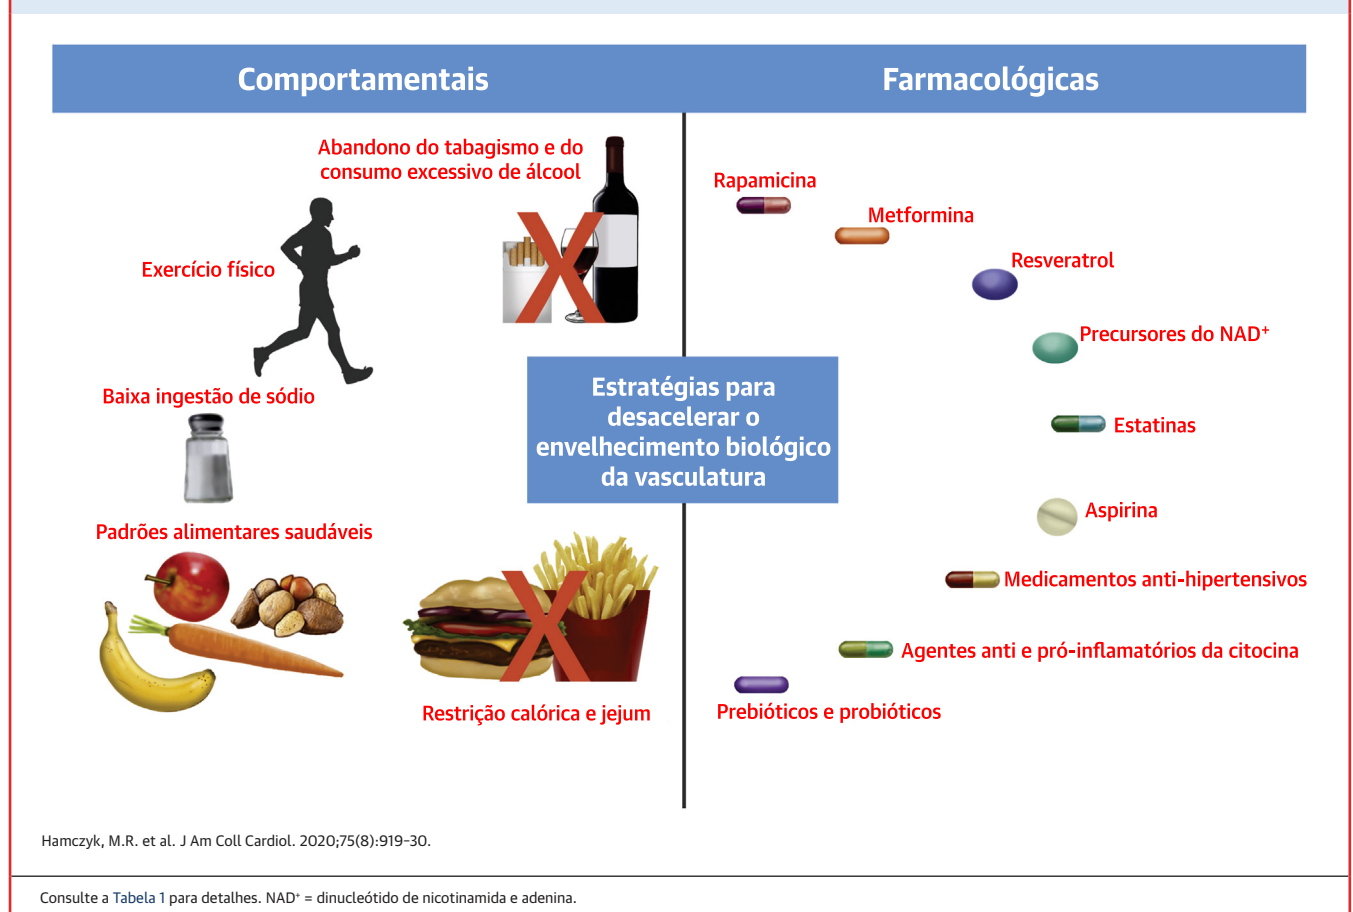 Comportamentais
Farmacológicas
Abandono do tabagismo e do
consumo excessivo de álcool
Exercício físico
Baixa ingestão de sódio
Padrões alimentares saudáveis
Restrição calórica e jejum
Estratégias para
desacelerar o
envelhecimento biológico
da vasculatura
Rapamicina
Metformina
Resveratrol
Precursores do NAD⁺
Estatinas
Aspirina
Medicamentos anti-hipertensivos
Agentes anti e pró-inflamatórios da citocina
Prebióticos e probióticos
Hamczyk, M.R. et al. J Am Coll Cardiol. 2020;75(8):919-30.
Consulte a Tabela 1 para detalhes. NAD⁺ = dinucleótido de nicotinamida e adenina.